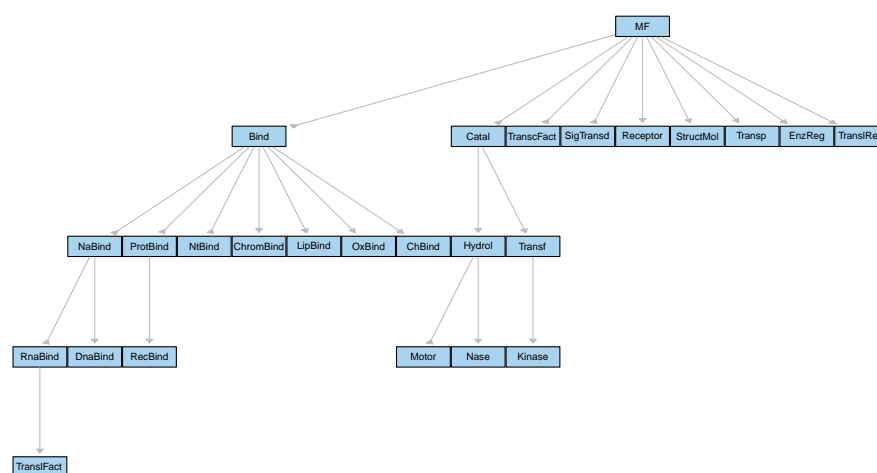 MF
Bind
Catal
TranscFact
SigTransd
Receptor
StructMol
Transp
EnzReg
TranslRe
NaBind
ProtBind
NtBind
ChromBind
LipBind
OxBind
ChBind
Hydrol
Transf
RnaBind
DnaBind
RecBind
Motor
Nase
Kinase
TranslFact